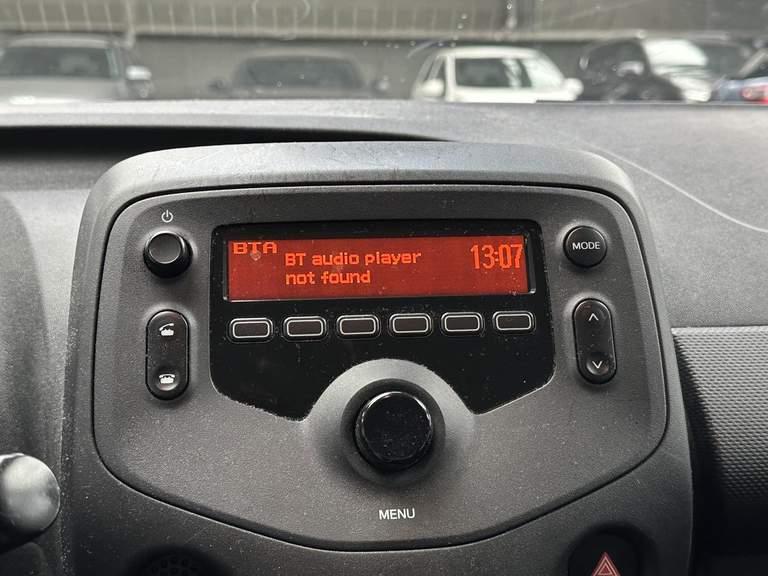 BTA
BT audio player
not found
13:07
MODE
MENU